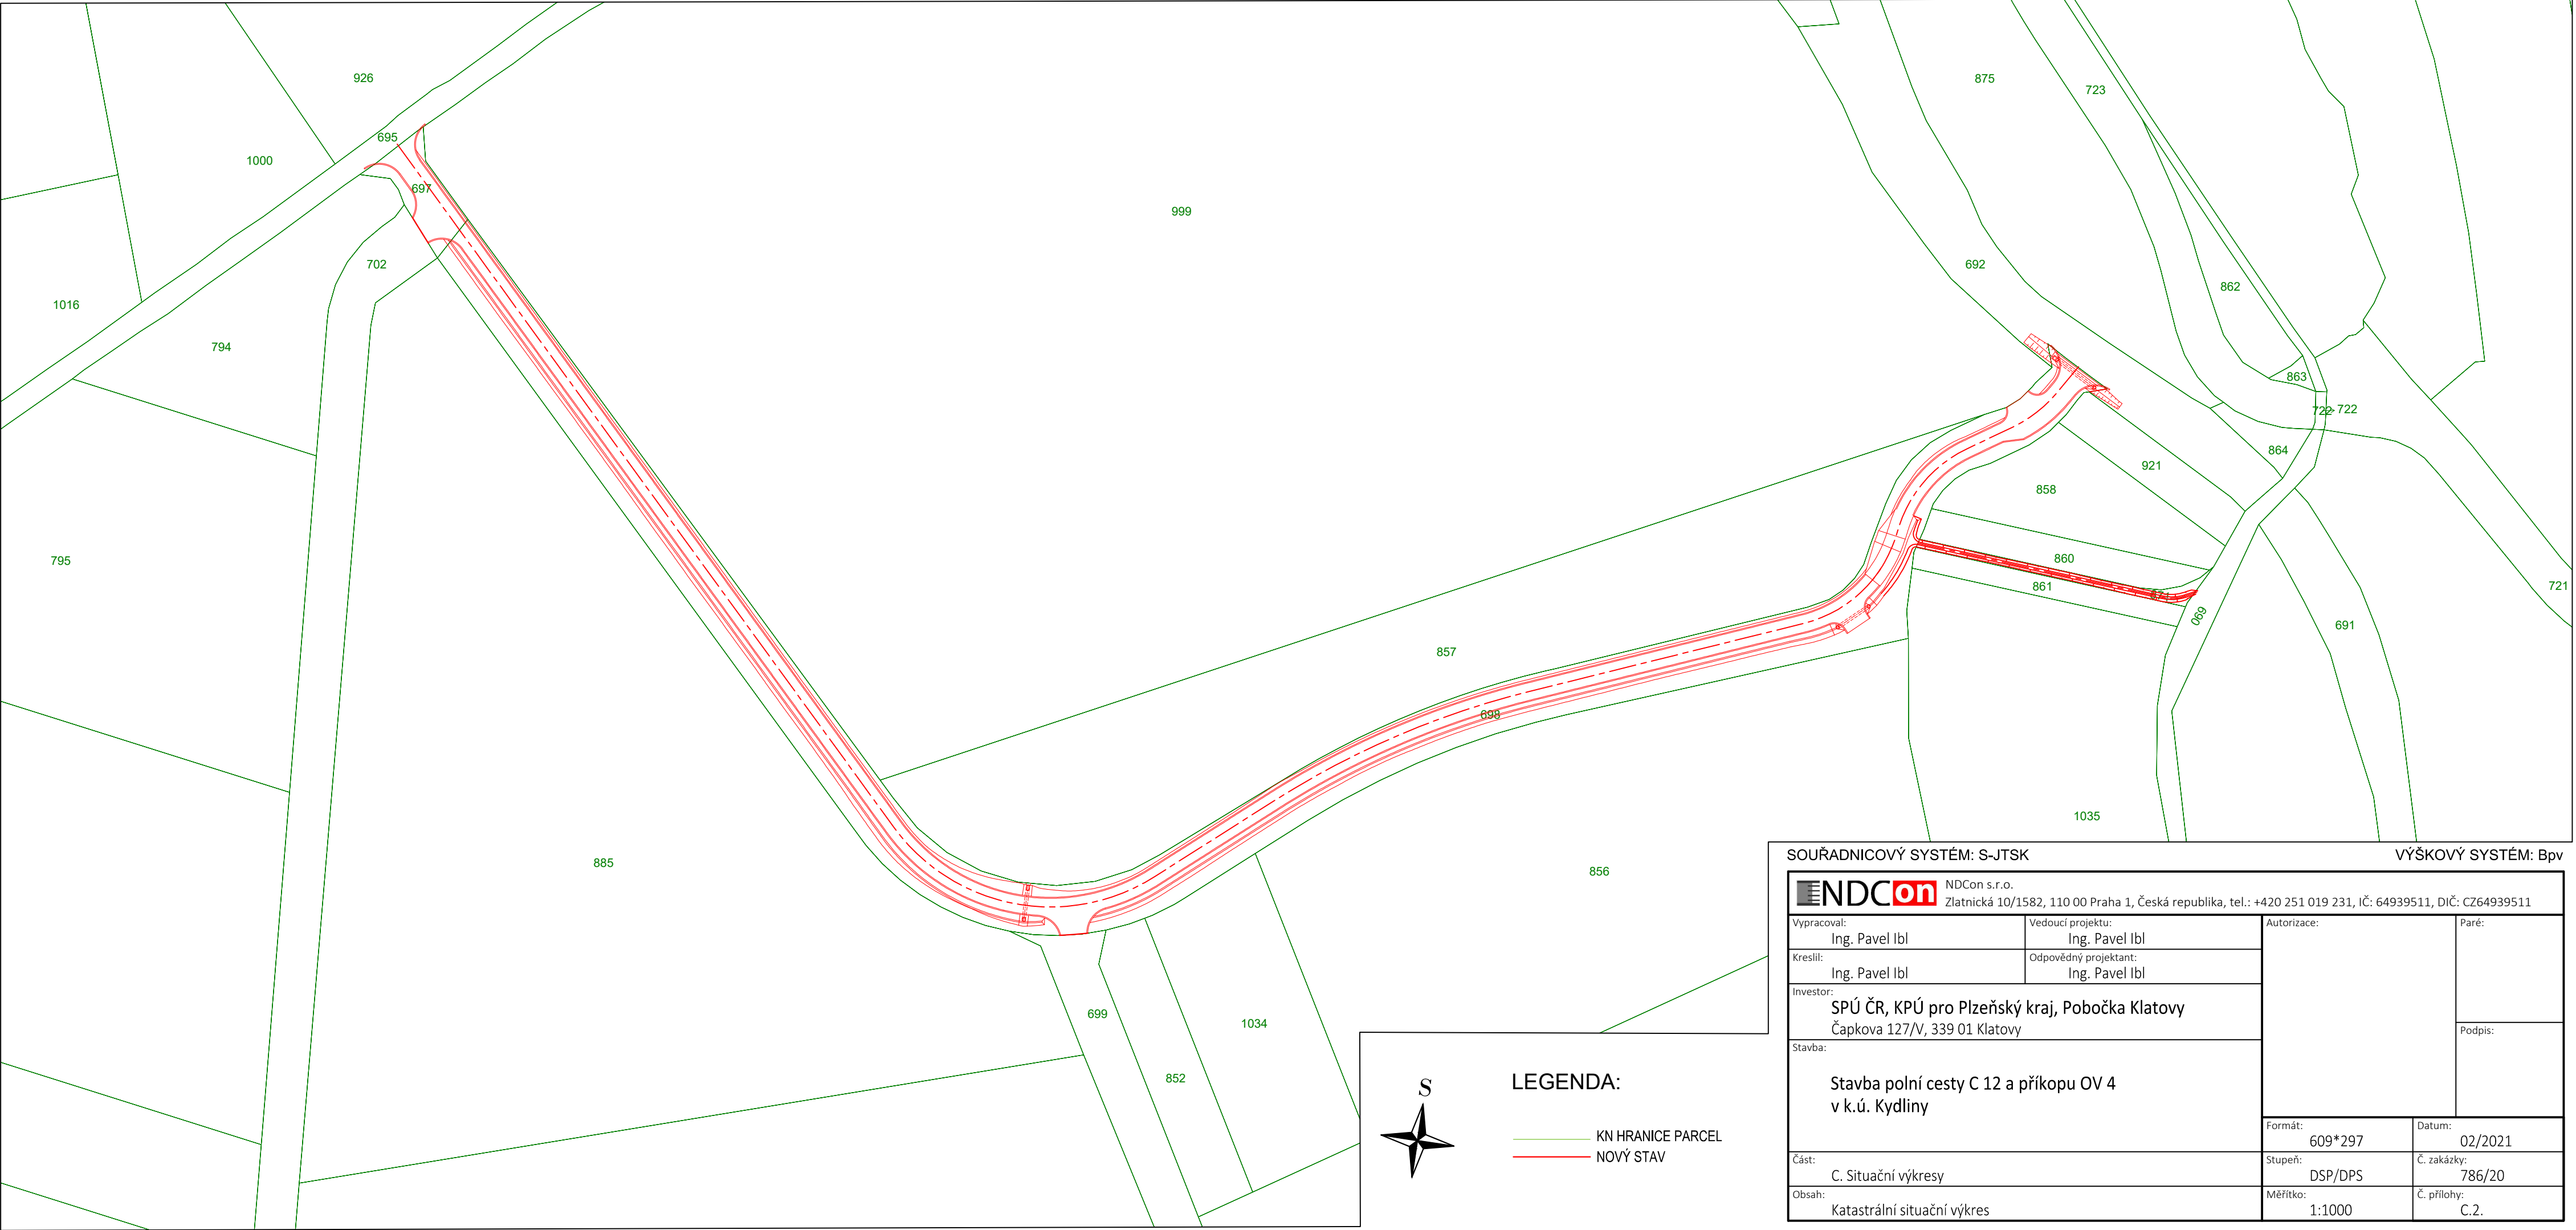 926
695
1000
697
999
875
723
692
702
1016
862
794
863
722
722
864
921
858
795
860
861
721
690
691
857
698
1035
885
856
699
1034
852
S
LEGENDA:
KN HRANICE PARCEL
NOVÝ STAV
SOUŘADNICOVÝ SYSTÉM: S-JTSK
VÝŠKOVÝ SYSTÉM: Bpv
NDCon
NDCon s.r.o.
Zlatnická 10/1582, 110 00 Praha 1, Česká republika, tel.: +420 251 019 231, IČ: 64939511, DIČ: CZ64939511
Vypracoval:
Ing. Pavel Ibl
Vedoucí projektu:
Ing. Pavel Ibl
Autorizace:
Paré:
Kreslil:
Ing. Pavel Ibl
Odpovědný projektant:
Ing. Pavel Ibl
Investor:
SPÚ ČR, KPÚ pro Plzeňský kraj, Pobočka Klatovy
Čapkova 127/V, 339 01 Klatovy
Podpis:
Stavba:
Stavba polní cesty C 12 a příkopu OV 4
v k.ú. Kydliny
Formát:
609*297
Datum:
02/2021
Část:
C. Situační výkresy
Stupeň:
DSP/DPS
Č. zakázky:
786/20
Obsah:
Katastrální situační výkres
Měřítko:
1:1000
Č. přílohy:
C.2.